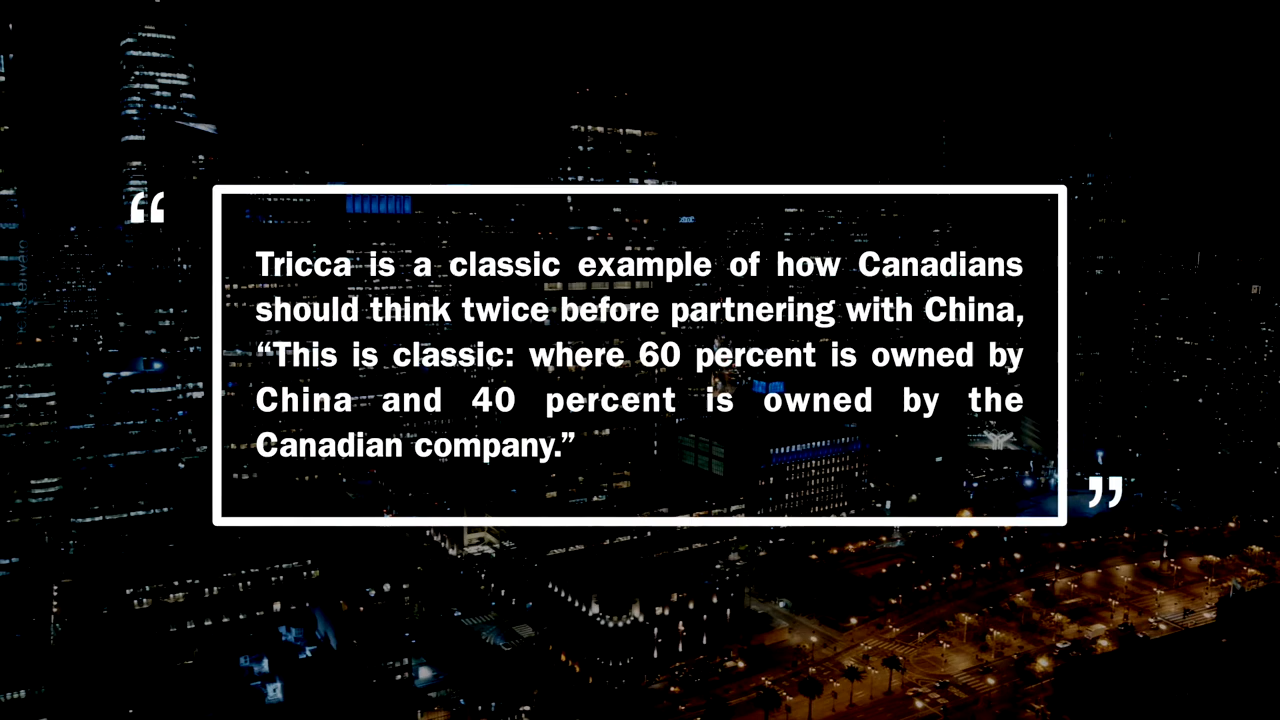 “
Tricca is a classic example of how Canadians
should think twice before partnering with China,
“This is classic: where 60 percent is owned by
China and 40 percent is owned by the
Canadian company.”
”